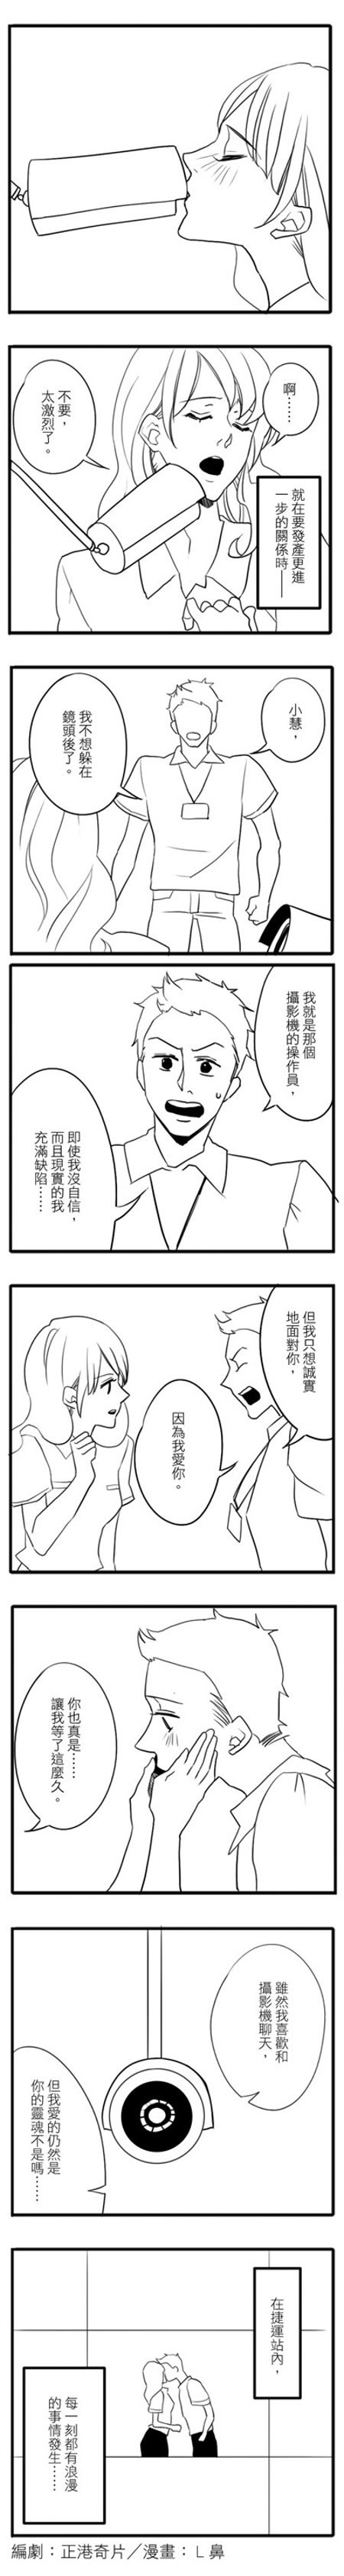 啊……
不要，
太激烈了。
就在要發產更進
一步的關係時——
小慧，
我不想躲在
鏡頭後了。
我就是那個
攝影機的操作員，
即使我沒自信，
而且現實的我
充滿缺陷……
但我只想誠實
地面對你，
因為我愛你。
你也真是……
讓我等了這麼久。
雖然我喜歡和
攝影機聊天，
但我愛的仍然是
你的靈魂不是嗎……
在捷運站內，
每一刻都有浪漫
的事情發生……
編劇：正港奇片／漫畫：L鼻